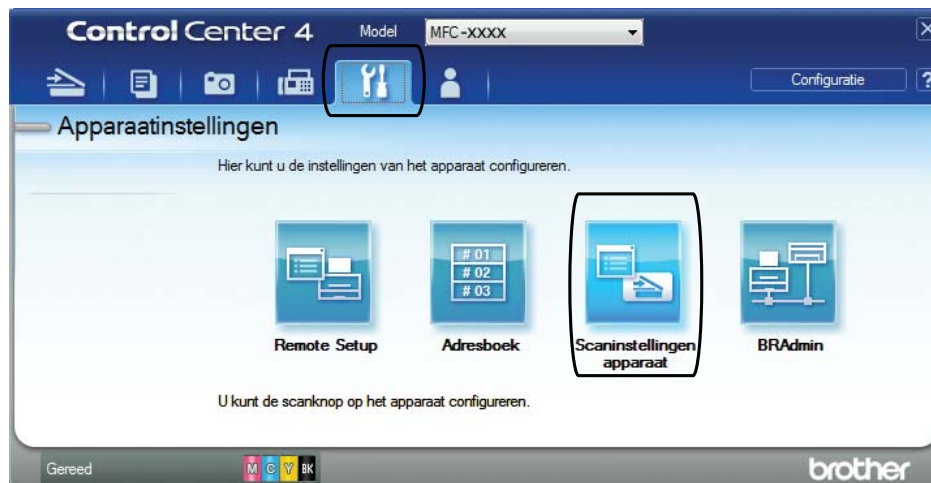 Control Center 4
Model
MFC-XXXX
Configuratie
?
Apparaatinstellingen
Hier kunt u de instellingen van het apparaat configureren.
# 01
# 02
# 03
Remote Setup
Adresboek
Scaninstellingen
apparaat
BRAdmin
U kunt de scanknop op het apparaat configureren.
Gereed
M C Y BK
brother